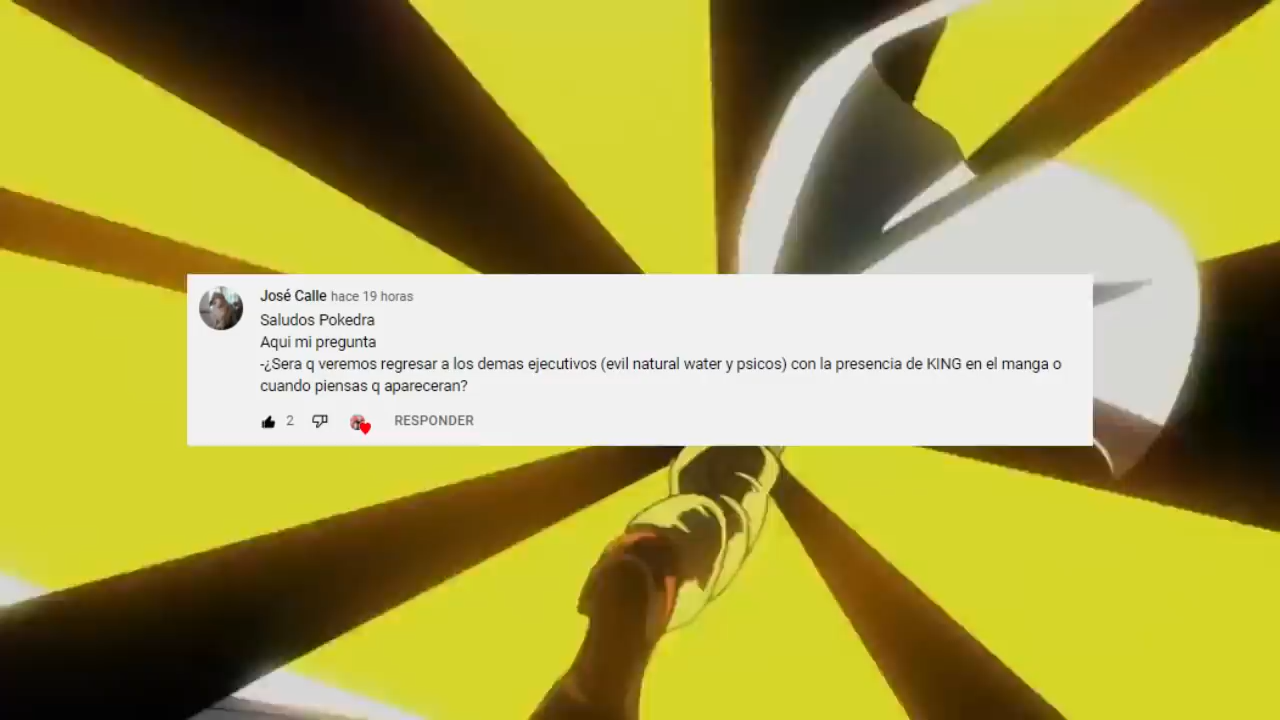 José Calle hace 19 horas
Saludos Pokedra
Aqui mi pregunta
-¿Sera q veremos regresar a los demas ejecutivos (evil natural water y psicos) con la presencia de KING en el manga o
cuando piensas q apareceran?
2 RESPONDER